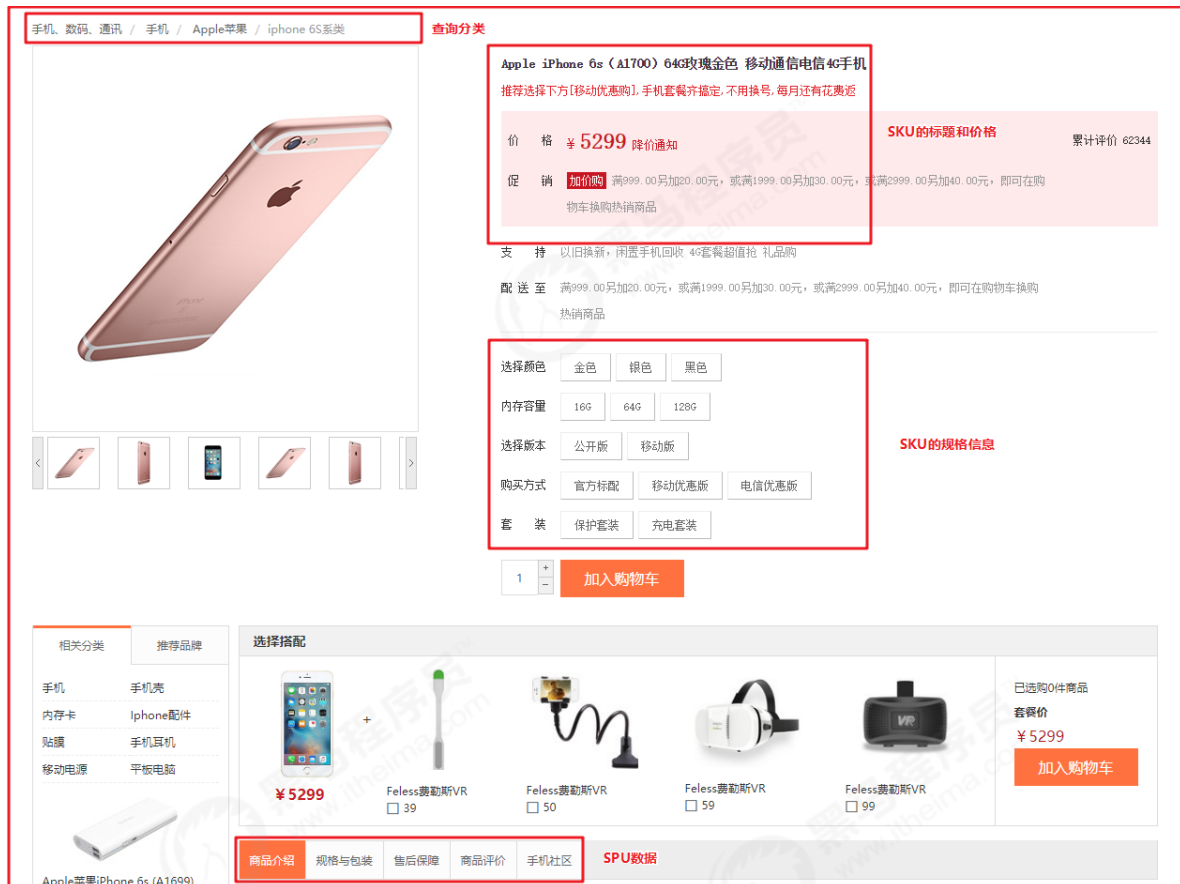 手机、数码、通讯 / 手机 / Apple苹果 / iphone 6S系类
查询分类
Apple iPhone 6s（A1700）64G玫瑰金色 移动通信电信4G手机
推荐选择下方[移动优惠购],手机套餐齐搞定,不用换号,每月还有花费返
价 格 ¥ 5299 降价通知
SKU的标题和价格
累计评价 62344
促 销 加价购 满999.00另加20.00元，或满1999.00另加30.00元，或满2999.00另加40.00元，即可在购
物车换购热销商品
支 持 以旧换新，闲置手机回收 4G套餐超值抢 礼品购
配 送 至 满999.00另加20.00元，或满1999.00另加30.00元，或满2999.00另加40.00元，即可在购物车换购
热销商品
选择颜色 金色 银色 黑色
内存容量 16G 64G 128G
选择版本 公开版 移动版
SKU的规格信息
购买方式 官方标配 移动优惠版 电信优惠版
套 装 保护套装 充电套装
1 + − 加入购物车
相关分类 推荐品牌
手机 手机壳
内存卡 Iphone配件
贴膜 手机耳机
移动电源 平板电脑
Apple苹果iPhone 6s (A1699)
选择搭配
+
¥5299
Feless费勒斯VR
39
Feless费勒斯VR
50
Feless费勒斯VR
59
VR
Feless费勒斯VR
99
已选购0件商品
套餐价
¥5299
加入购物车
商品介绍 规格与包装 售后保障 商品评价 手机社区
SPU数据
黑马程序员
www.itheima.com